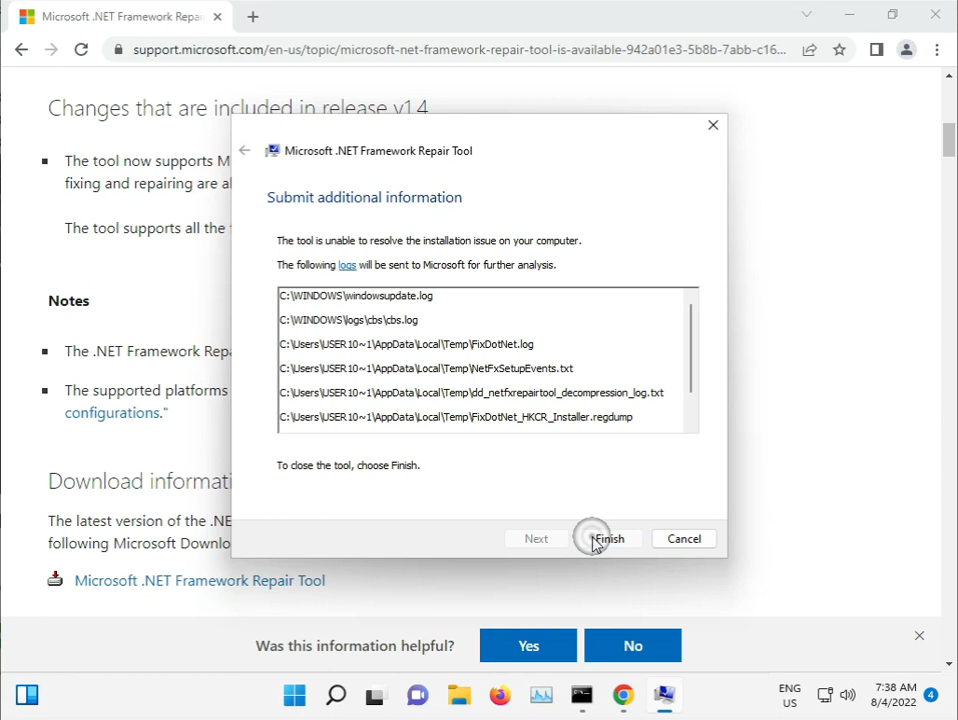 Microsoft .NET Framework Repa
support.microsoft.com/en-us/topic/microsoft-net-framework-repair-tool-is-available-942a01e3-5b8b-7abb-c16...
Changes that are included in release v1.4
The tool now supports M
fixing and repairing are al
The tool supports all the
Notes
The .NET Framework Repa
The supported platforms
configurations."
Download informati
The latest version of the .NE
following Microsoft Downlo
Microsoft .NET Framework Repair Tool
Microsoft .NET Framework Repair Tool
Submit additional information
The tool is unable to resolve the installation issue on your computer.
The following logs will be sent to Microsoft for further analysis.
C:\WINDOWS\windowsupdate.log
C:\WINDOWS\logs\cbs\cbs.log
C:\Users\USER10~1\AppData\Local\Temp\FixDotNet.log
C:\Users\USER10~1\AppData\Local\Temp\NetFxSetupEvents.txt
C:\Users\USER10~1\AppData\Local\Temp\dd_netfxrepairtool_decompression_log.txt
C:\Users\USER10~1\AppData\Local\Temp\FixDotNet_HKCR_Installer.regdump
To close the tool, choose Finish.
Next Finish Cancel
Was this information helpful? Yes No
ENG
US
7:38 AM
8/4/2022
4